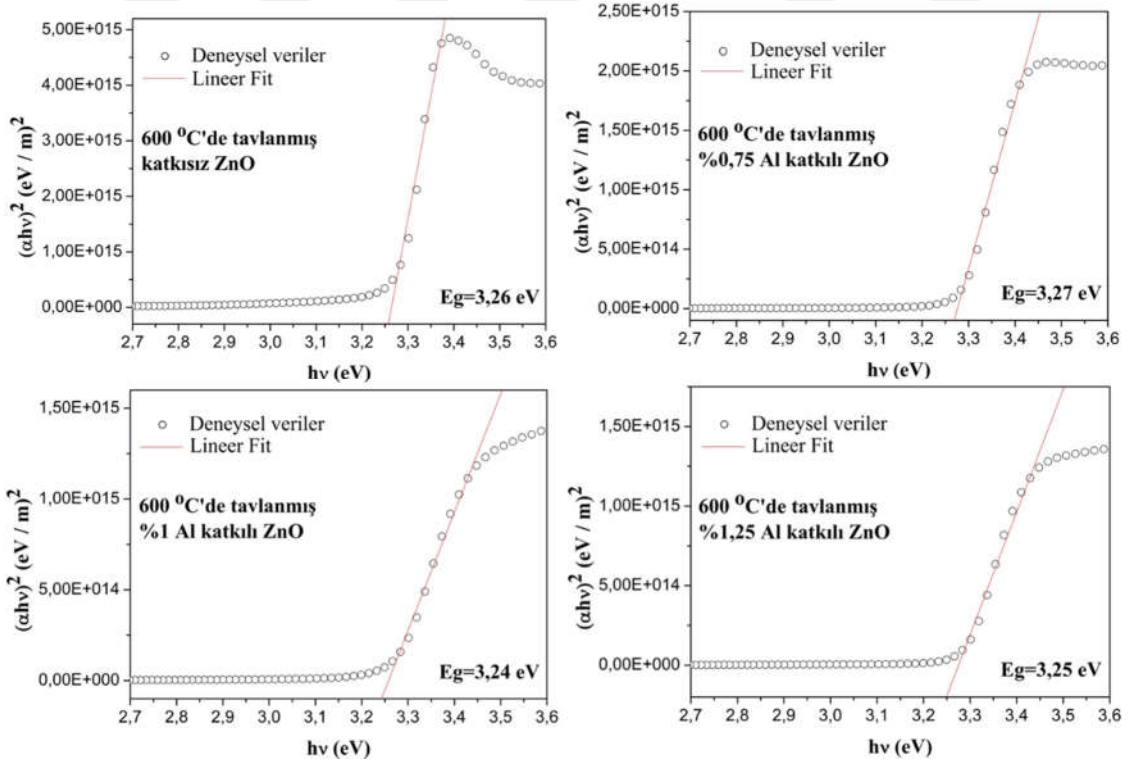 5,00E+015
4,00E+015
3,00E+015
2,00E+015
1,00E+015
0,00E+000
(αhν)² (eV / m)²
○ Deneysel veriler
— Lineer Fit
600 ⁰C'de tavlanmış
katkısız ZnO
Eg=3,26 eV
2,7 2,8 2,9 3,0 3,1 3,2 3,3 3,4 3,5 3,6
hν (eV)
2,50E+015
2,00E+015
1,50E+015
1,00E+015
5,00E+014
0,00E+000
(αhν)² (eV / m)²
○ Deneysel veriler
— Lineer Fit
600 ⁰C'de tavlanmış
%0,75 Al katkılı ZnO
Eg=3,27 eV
2,7 2,8 2,9 3,0 3,1 3,2 3,3 3,4 3,5 3,6
hν (eV)
1,50E+015
1,00E+015
5,00E+014
0,00E+000
(αhν)² (eV / m)²
○ Deneysel veriler
— Lineer Fit
600 ⁰C'de tavlanmış
%1 Al katkılı ZnO
Eg=3,24 eV
2,7 2,8 2,9 3,0 3,1 3,2 3,3 3,4 3,5 3,6
hν (eV)
1,50E+015
1,00E+015
5,00E+014
0,00E+000
(αhν)² (eV / m)²
○ Deneysel veriler
— Lineer Fit
600 ⁰C'de tavlanmış
%1,25 Al katkılı ZnO
Eg=3,25 eV
2,7 2,8 2,9 3,0 3,1 3,2 3,3 3,4 3,5 3,6
hν (eV)